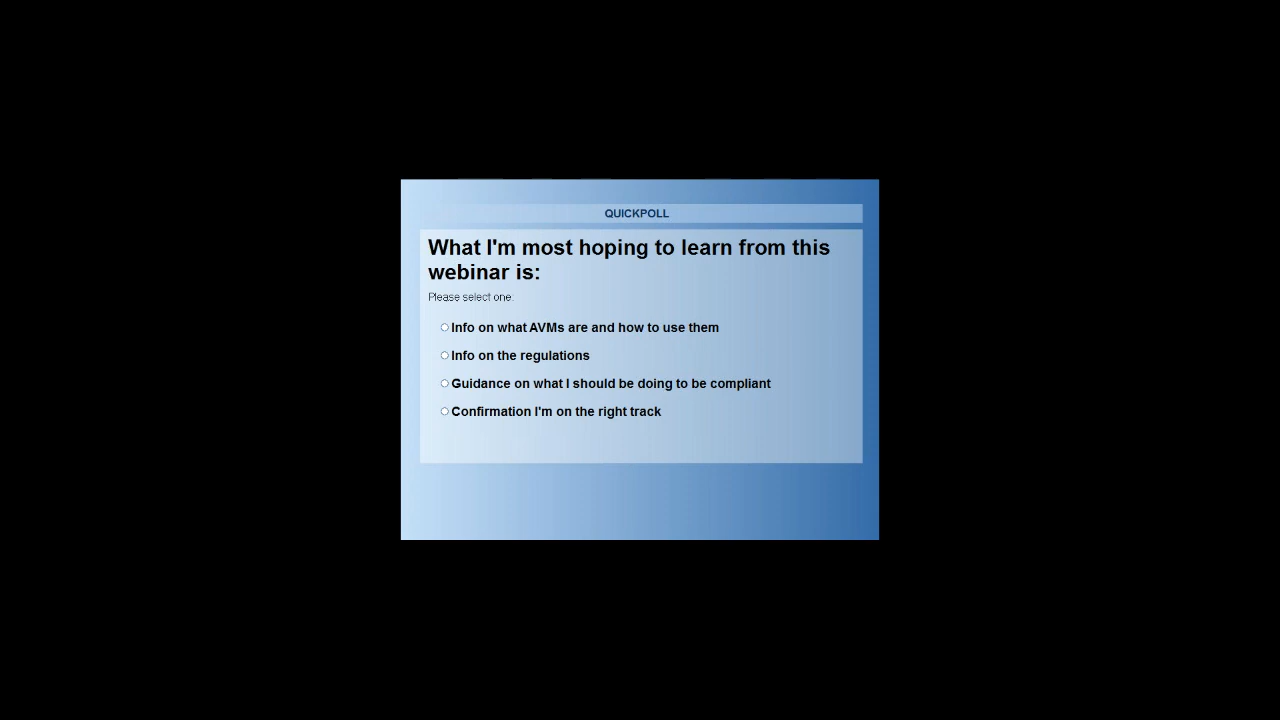 QUICKPOLL
What I'm most hoping to learn from this
webinar is:
Please select one:
Info on what AVMs are and how to use them
Info on the regulations
Guidance on what I should be doing to be compliant
Confirmation I'm on the right track